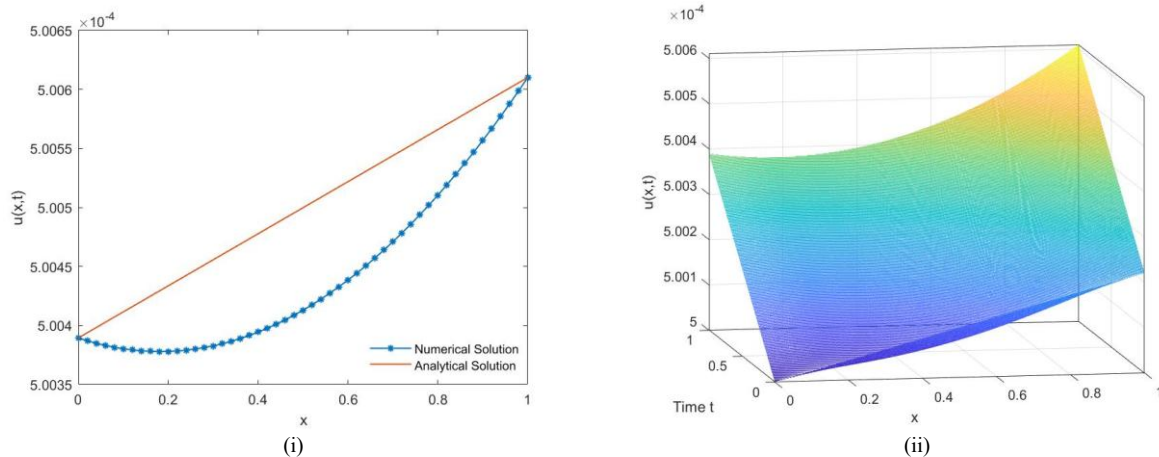 ×10⁻⁴
5.0065
5.006
5.0055
5.005
5.0045
5.004
5.0035
u(x,t)
Numerical Solution
Analytical Solution
0 0.2 0.4 0.6 0.8 1
x
(i)
×10⁻⁴
5.006
5.005
5.004
5.003
5.002
5.001
5
u(x,t)
1
0.5
0
Time t
0 0.2 0.4 0.6 0.8 1
x
(ii)